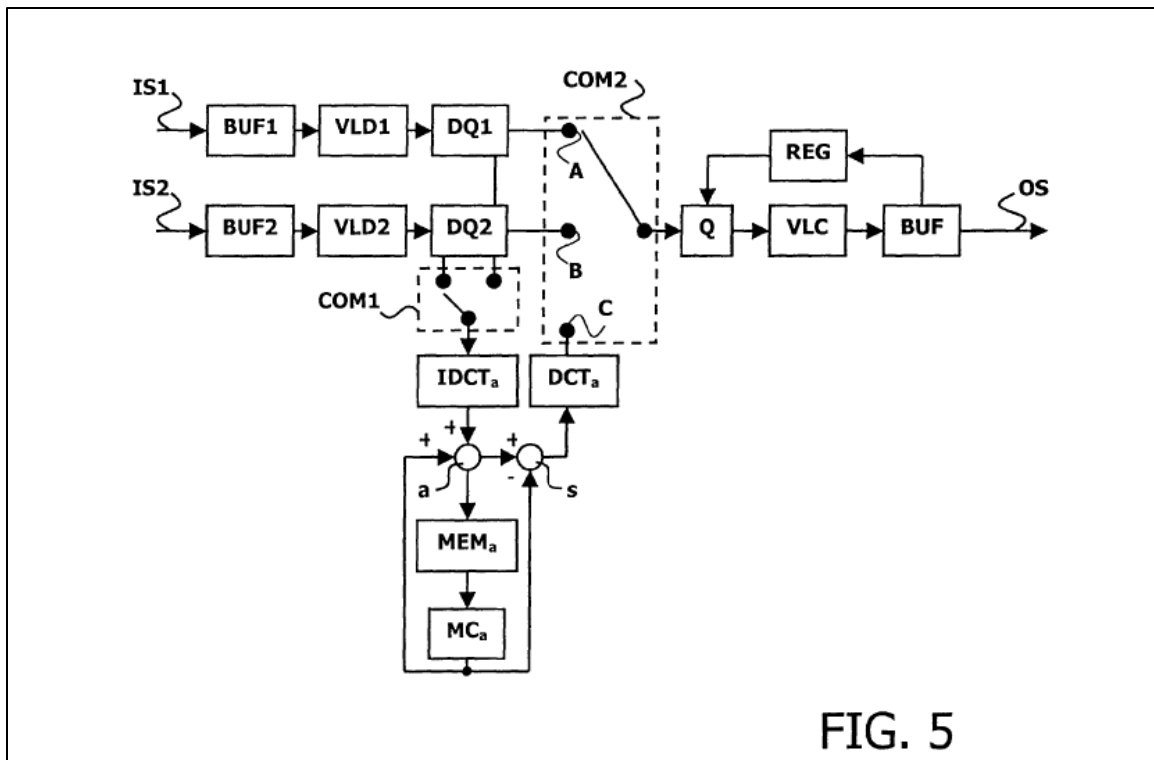 IS1
BUF1 VLD1 DQ1
COM2
A
REG
IS2
BUF2 VLD2 DQ2
B
Q VLC BUF
OS
COM1
C
IDCTa
DCTa
+ + +
a - s
MEMa
MCa
FIG. 5